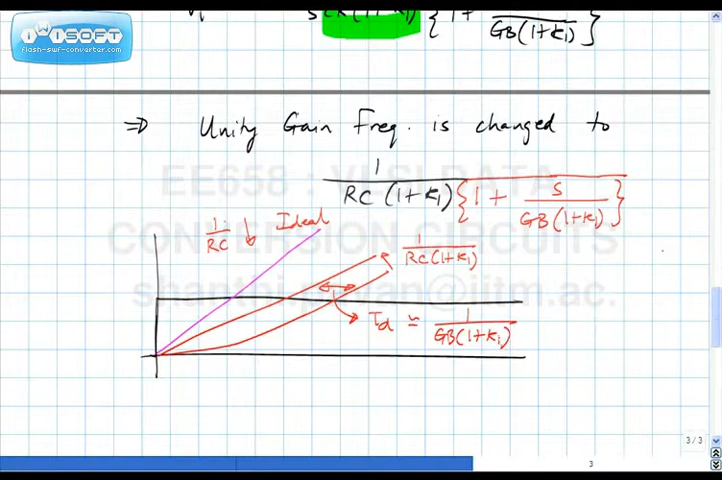 iWiSOFT
flash-swf-converter.com
GB(1+k₁)
⇒ Unity Gain Freq. is changed to
1
RC (1+k₁) {1 + s
GB(1+k₁)}
EE658 : VLSI DATA
CONVERSION CIRCUITS
1/RC ↓ Ideal
1
RC(1+k₁)
Td ≃ 1
GB(1+k₁)
3/3
3